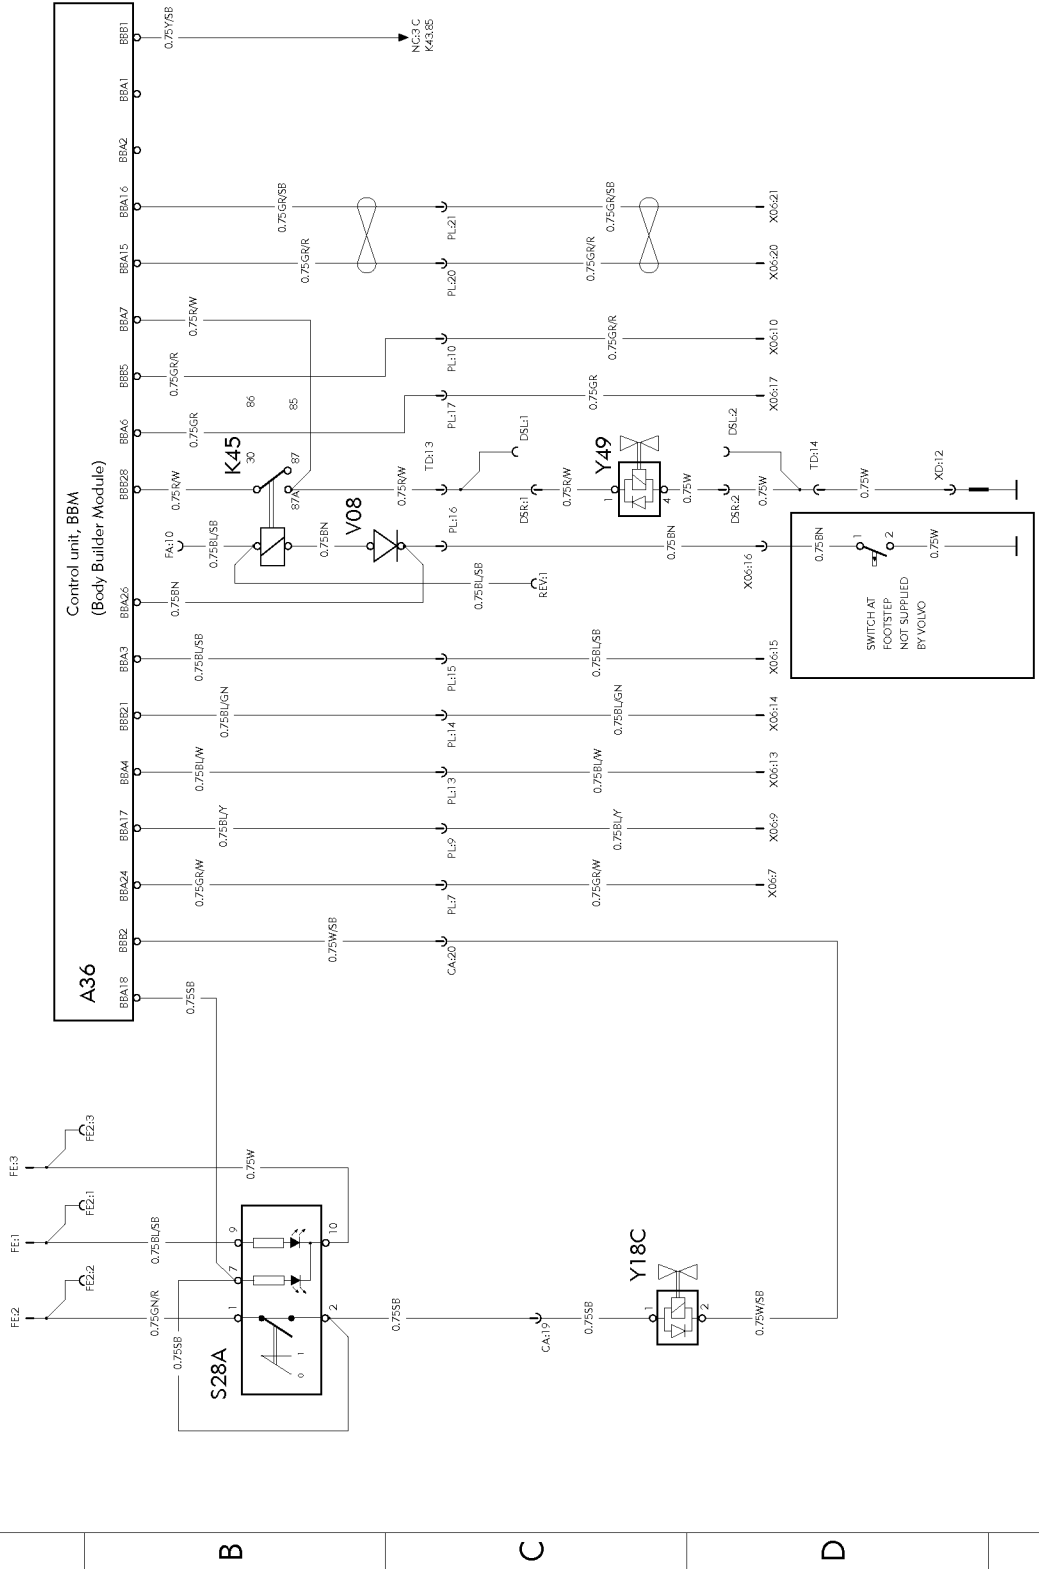 Control unit, BBM
(Body Builder Module)
A36
BBA18
BBB2
BBA24
BBA17
BBA4
BBB21
BBA3
BBA26
BBB28
BBA6
BBB5
BBA7
BBA15
BBA16
BBA2
BBA1
BBB1
FE:2
FE2:2
FE:1
FE2:1
FE:3
FE2:3
0.75GN/R
0.75SB
0.75BL/SB
0.75W
0.75SB
0.75W/SB
0.75GR/W
0.75BL/Y
0.75BL/W
0.75BL/GN
0.75BL/SB
0.75BN
FA:10
0.75BL/SB
0.75R/W
0.75GR
0.75GR/R
0.75R/W
0.75GR/R
0.75GR/SB
0.75Y/SB
NC:3 C
K43.85
S28A
1
7
9
0
1
2
10
K45
30
86
87
87A
85
0.75BN
V08
0.75SB
CA:20
PL:7
PL:9
PL:13
PL:14
PL:15
0.75BL/SB
PL:16
0.75R/W
TD:13
PL:17
PL:10
PL:20
PL:21
CA:19
REV:1
DSR:1
DSL:1
0.75SB
0.75GR/W
0.75BL/Y
0.75BL/W
0.75BL/GN
0.75BL/SB
0.75R/W
0.75GR
0.75GR/R
0.75GR/R
0.75GR/SB
Y18C
1
2
Y49
1
4
0.75BN
0.75W
DSR:2
DSL:2
0.75W/SB
X06:7
X06:9
X06:13
X06:14
X06:15
X06:16
0.75W
TD:14
X06:17
X06:10
X06:20
X06:21
0.75BN
0.75W
XD:12
1
2
0.75W
SWITCH AT
FOOTSTEP
NOT SUPPLIED
BY VOLVO
B
C
D